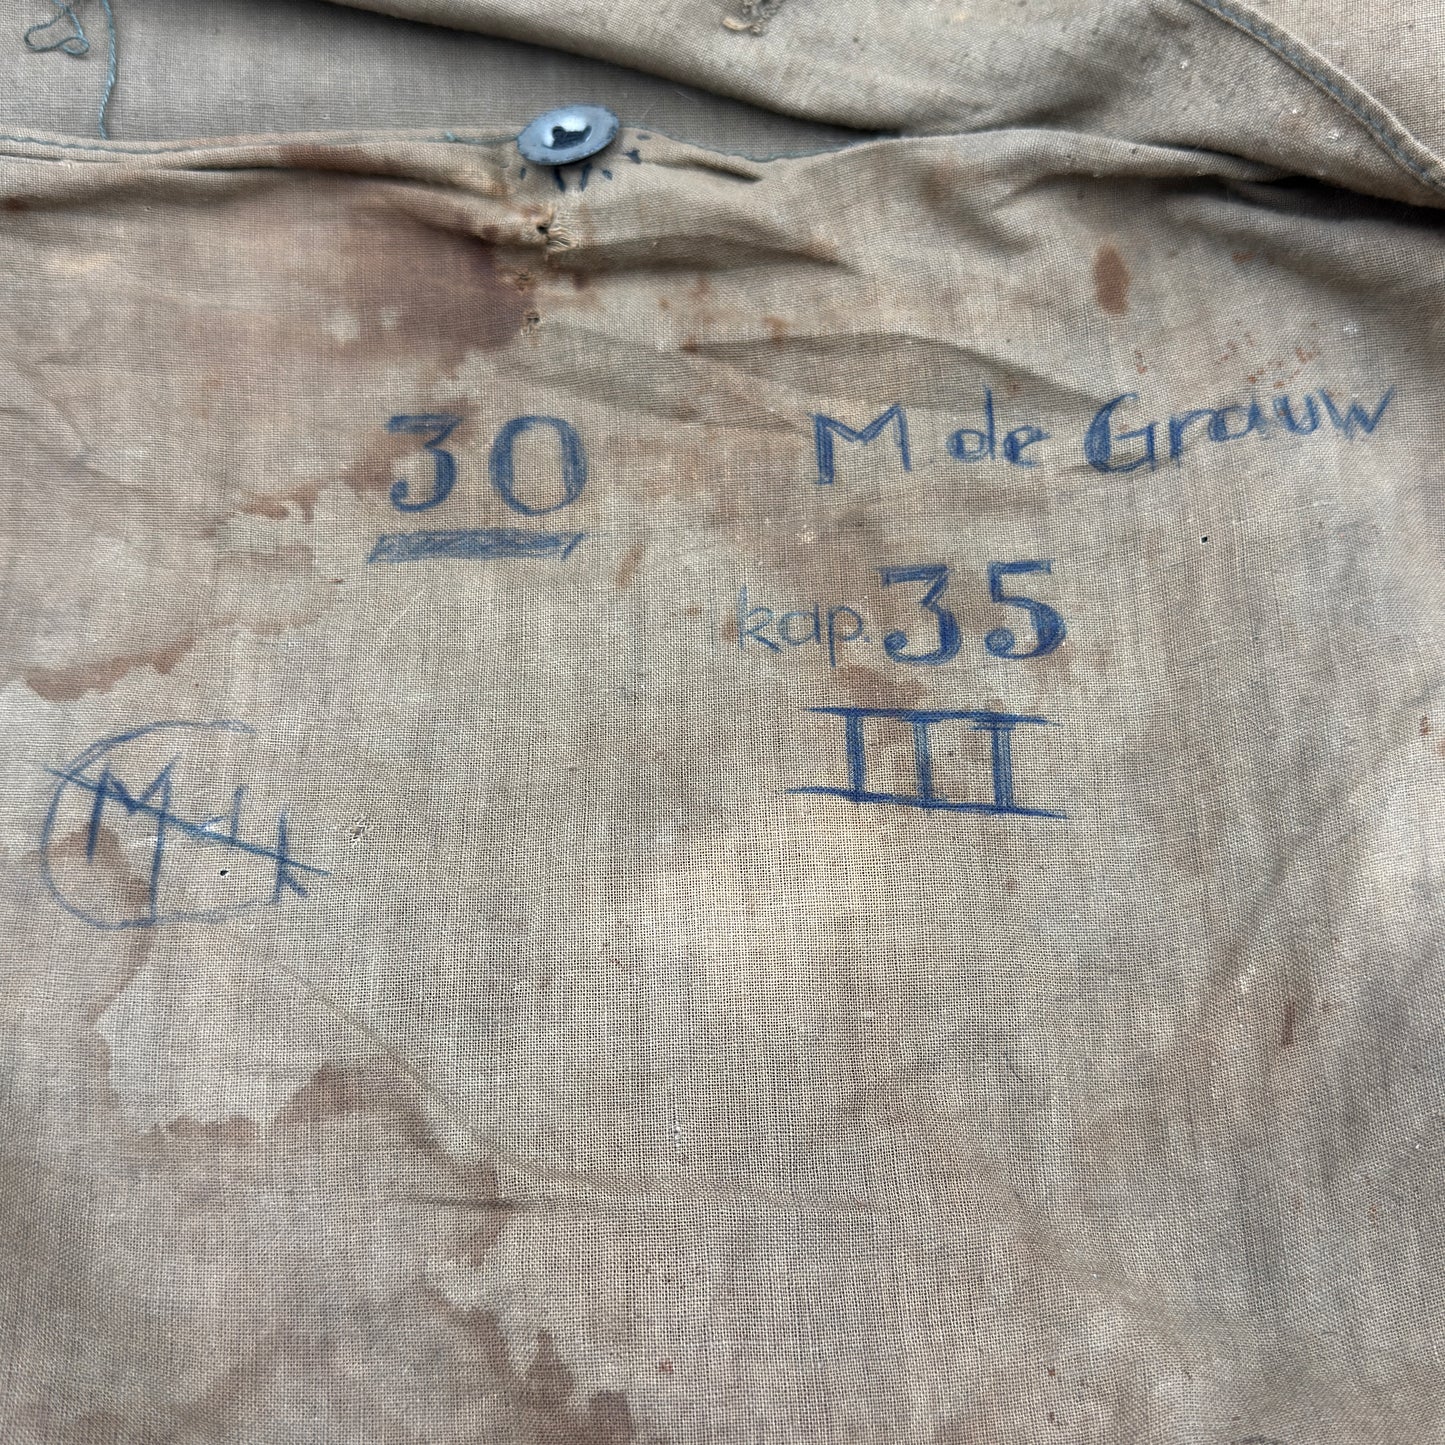 30 M de Grauw
kap. 35
III